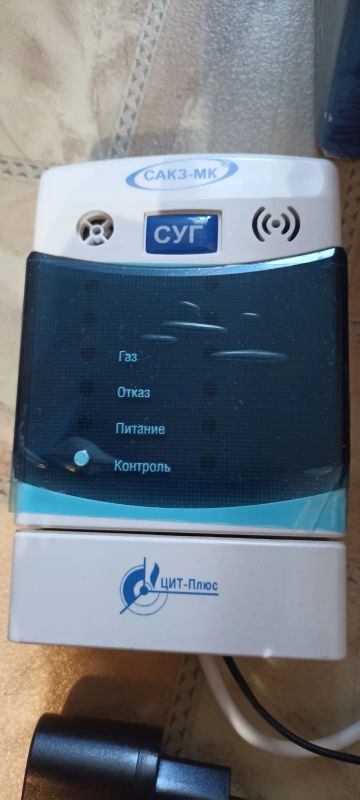 САКЗ-МК®
СУГ
Газ
Отказ
Питание
Контроль
ЦИТ-Плюс